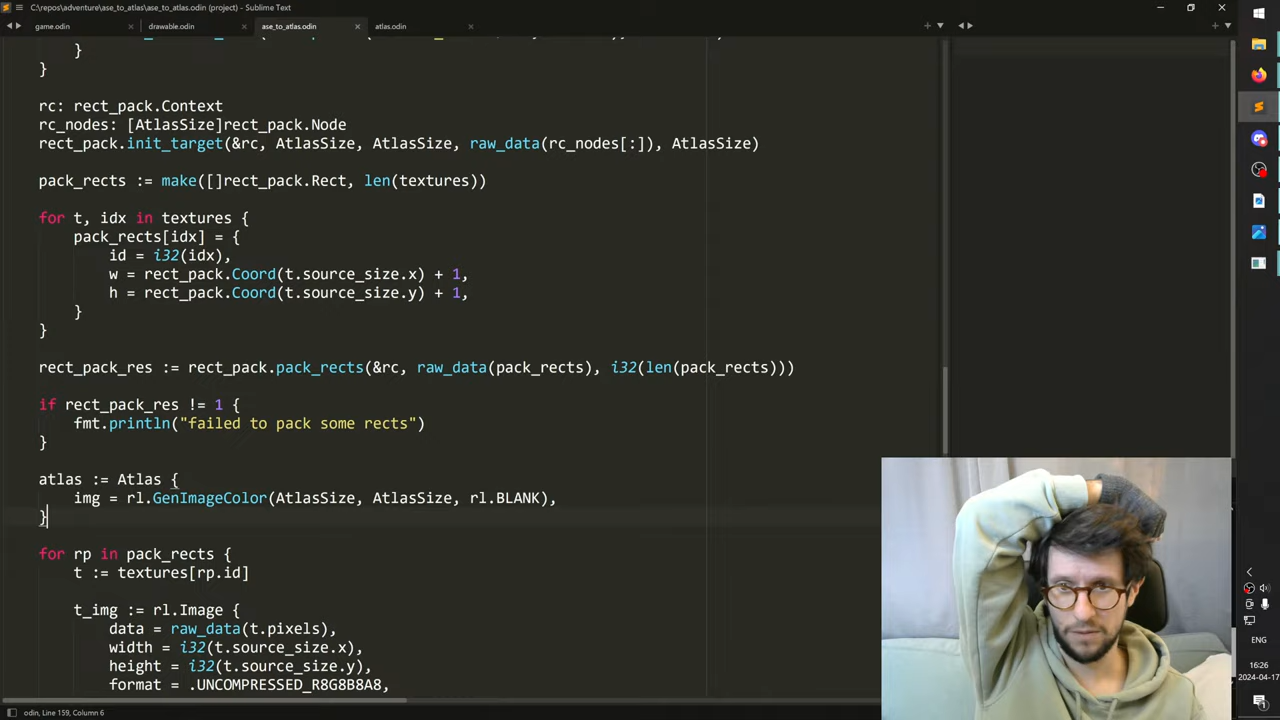 C:\repos\adventure\ase_to_atlas\ase_to_atlas.odin (project) - Sublime Text
game.odin drawable.odin ase_to_atlas.odin atlas.odin
}
}
rc: rect_pack.Context
rc_nodes: [AtlasSize]rect_pack.Node
rect_pack.init_target(&rc, AtlasSize, AtlasSize, raw_data(rc_nodes[:]), AtlasSize)
pack_rects := make([]rect_pack.Rect, len(textures))
for t, idx in textures {
pack_rects[idx] = {
id = i32(idx),
w = rect_pack.Coord(t.source_size.x) + 1,
h = rect_pack.Coord(t.source_size.y) + 1,
}
}
rect_pack_res := rect_pack.pack_rects(&rc, raw_data(pack_rects), i32(len(pack_rects)))
if rect_pack_res != 1 {
fmt.println("failed to pack some rects")
}
atlas := Atlas {
img = rl.GenImageColor(AtlasSize, AtlasSize, rl.BLANK),
}
for rp in pack_rects {
t := textures[rp.id]
t_img := rl.Image {
data = raw_data(t.pixels),
width = i32(t.source_size.x),
height = i32(t.source_size.y),
format = .UNCOMPRESSED_R8G8B8A8,
ENG
16:26
2024-04-17
odin, Line 159, Column 6